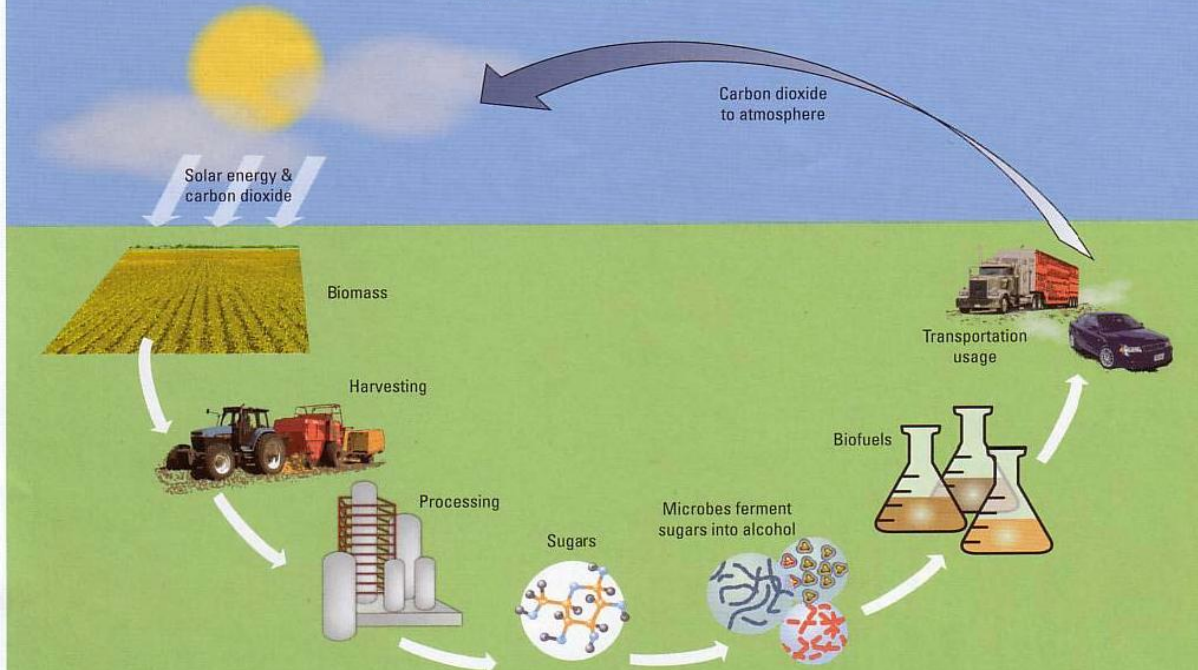 Carbon dioxide
to atmosphere
Solar energy &
carbon dioxide
Biomass
Harvesting
Processing
Sugars
Microbes ferment
sugars into alcohol
Biofuels
Transportation
usage